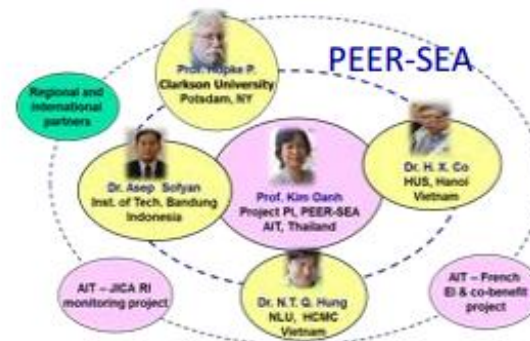 PEER-SEA
Prof. Hopke P.
Clarkson University
Potsdam, NY
Regional and
international
partners
Dr. Asep Sofyan
Inst. of Tech. Bandung
Indonesia
Prof. Kim Oanh
Project PI, PEER-SEA
AIT, Thailand
Dr. H. X. Co
HUS, Hanoi
Vietnam
AIT – JICA RI
monitoring project
Dr. N.T. Q. Hung
NLU, HCMC
Vietnam
AIT – French
EI & co-benefit
project